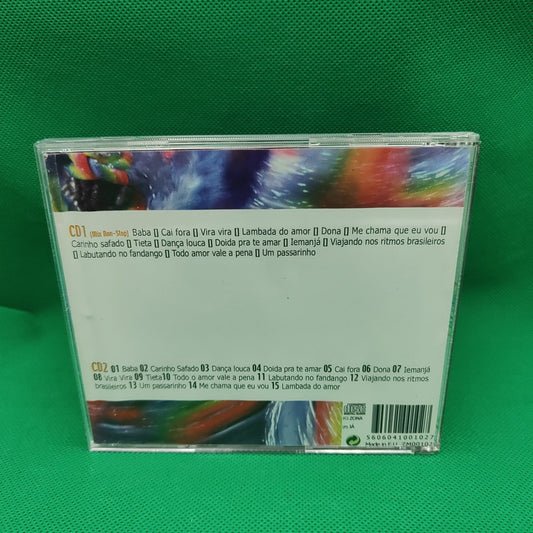 CD1 (Mix Non-Stop) Baba [] Cai fora [] Vira vira [] Lambada do amor [] Dona [] Me chama que eu vou []
Carinho safado [] Tieta [] Dança louca [] Doida pra te amar [] Iemanjá [] Viajando nos ritmos brasileiros
[] Labutando no fandango [] Todo amor vale a pena [] Um passarinho
CD2 01 Baba 02 Carinho Safado 03 Dança louca 04 Doida pra te amar 05 Cai fora 06 Dona 07 Iemanjá
08 Vira Vira 09 Tieta 10 Todo o amor vale a pena 11 Labutando no fandango 12 Viajando nos ritmos
brasileiros 13 Um passarinho 14 Me chama que eu vou 15 Lambada do amor
ZONA
5606041001027
Made in E.U.